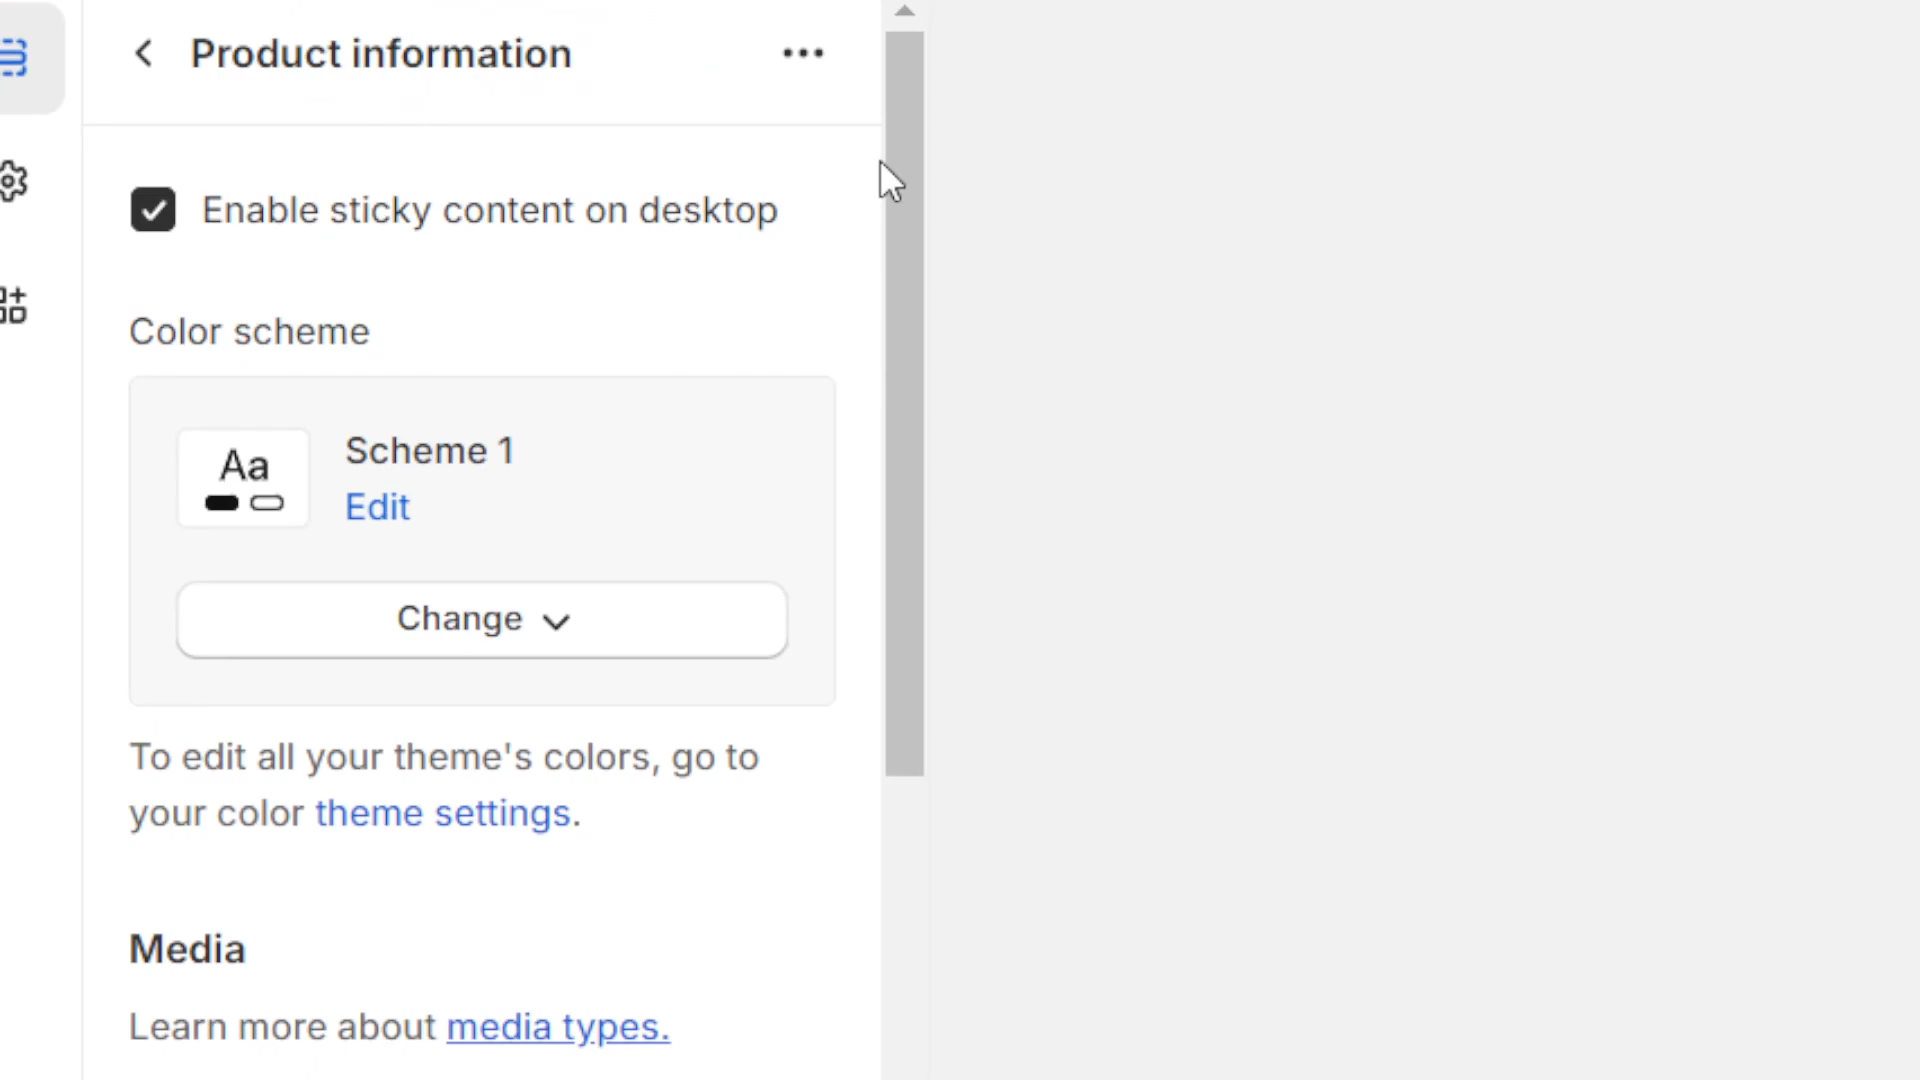 Product information
Enable sticky content on desktop
Color scheme
Aa
Scheme 1
Edit
Change
To edit all your theme's colors, go to
your color theme settings.
Media
Learn more about media types.